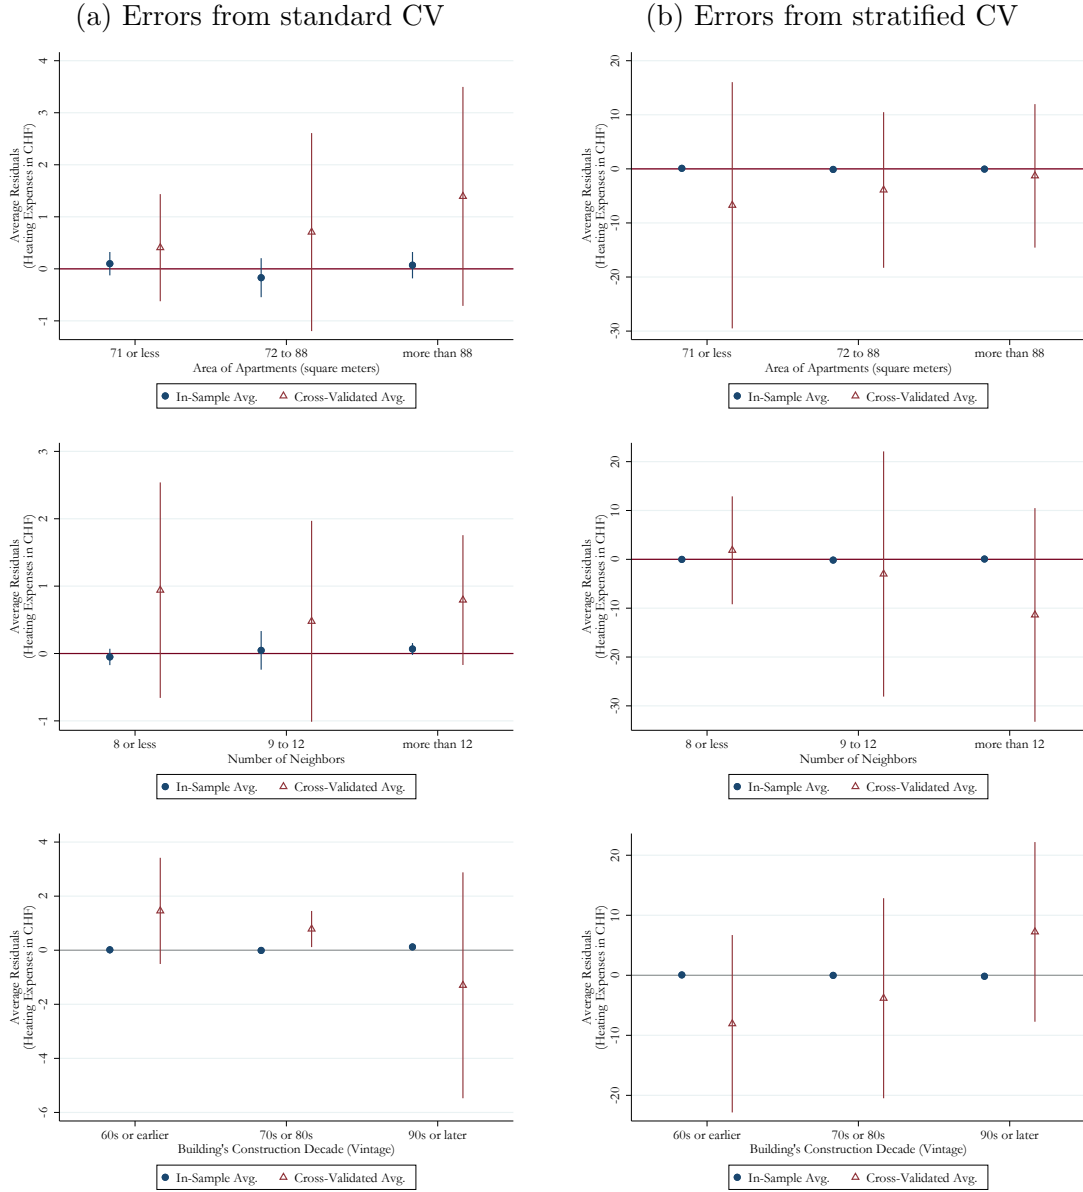 (a) Errors from standard CV
Average Residuals
(Heating Expenses in CHF)
4
3
2
1
0
-1
71 or less
72 to 88
more than 88
Area of Apartments (square meters)
In-Sample Avg.
Cross-Validated Avg.
(b) Errors from stratified CV
Average Residuals
(Heating Expenses in CHF)
20
10
0
-10
-20
-30
71 or less
72 to 88
more than 88
Area of Apartments (square meters)
In-Sample Avg.
Cross-Validated Avg.
Average Residuals
(Heating Expenses in CHF)
3
2
1
0
-1
8 or less
9 to 12
more than 12
Number of Neighbors
In-Sample Avg.
Cross-Validated Avg.
Average Residuals
(Heating Expenses in CHF)
20
10
0
-10
-20
-30
8 or less
9 to 12
more than 12
Number of Neighbors
In-Sample Avg.
Cross-Validated Avg.
Average Residuals
(Heating Expenses in CHF)
4
2
0
-2
-4
-6
60s or earlier
70s or 80s
90s or later
Building's Construction Decade (Vintage)
In-Sample Avg.
Cross-Validated Avg.
Average Residuals
(Heating Expenses in CHF)
20
10
0
-10
-20
60s or earlier
70s or 80s
90s or later
Building's Construction Decade (Vintage)
In-Sample Avg.
Cross-Validated Avg.